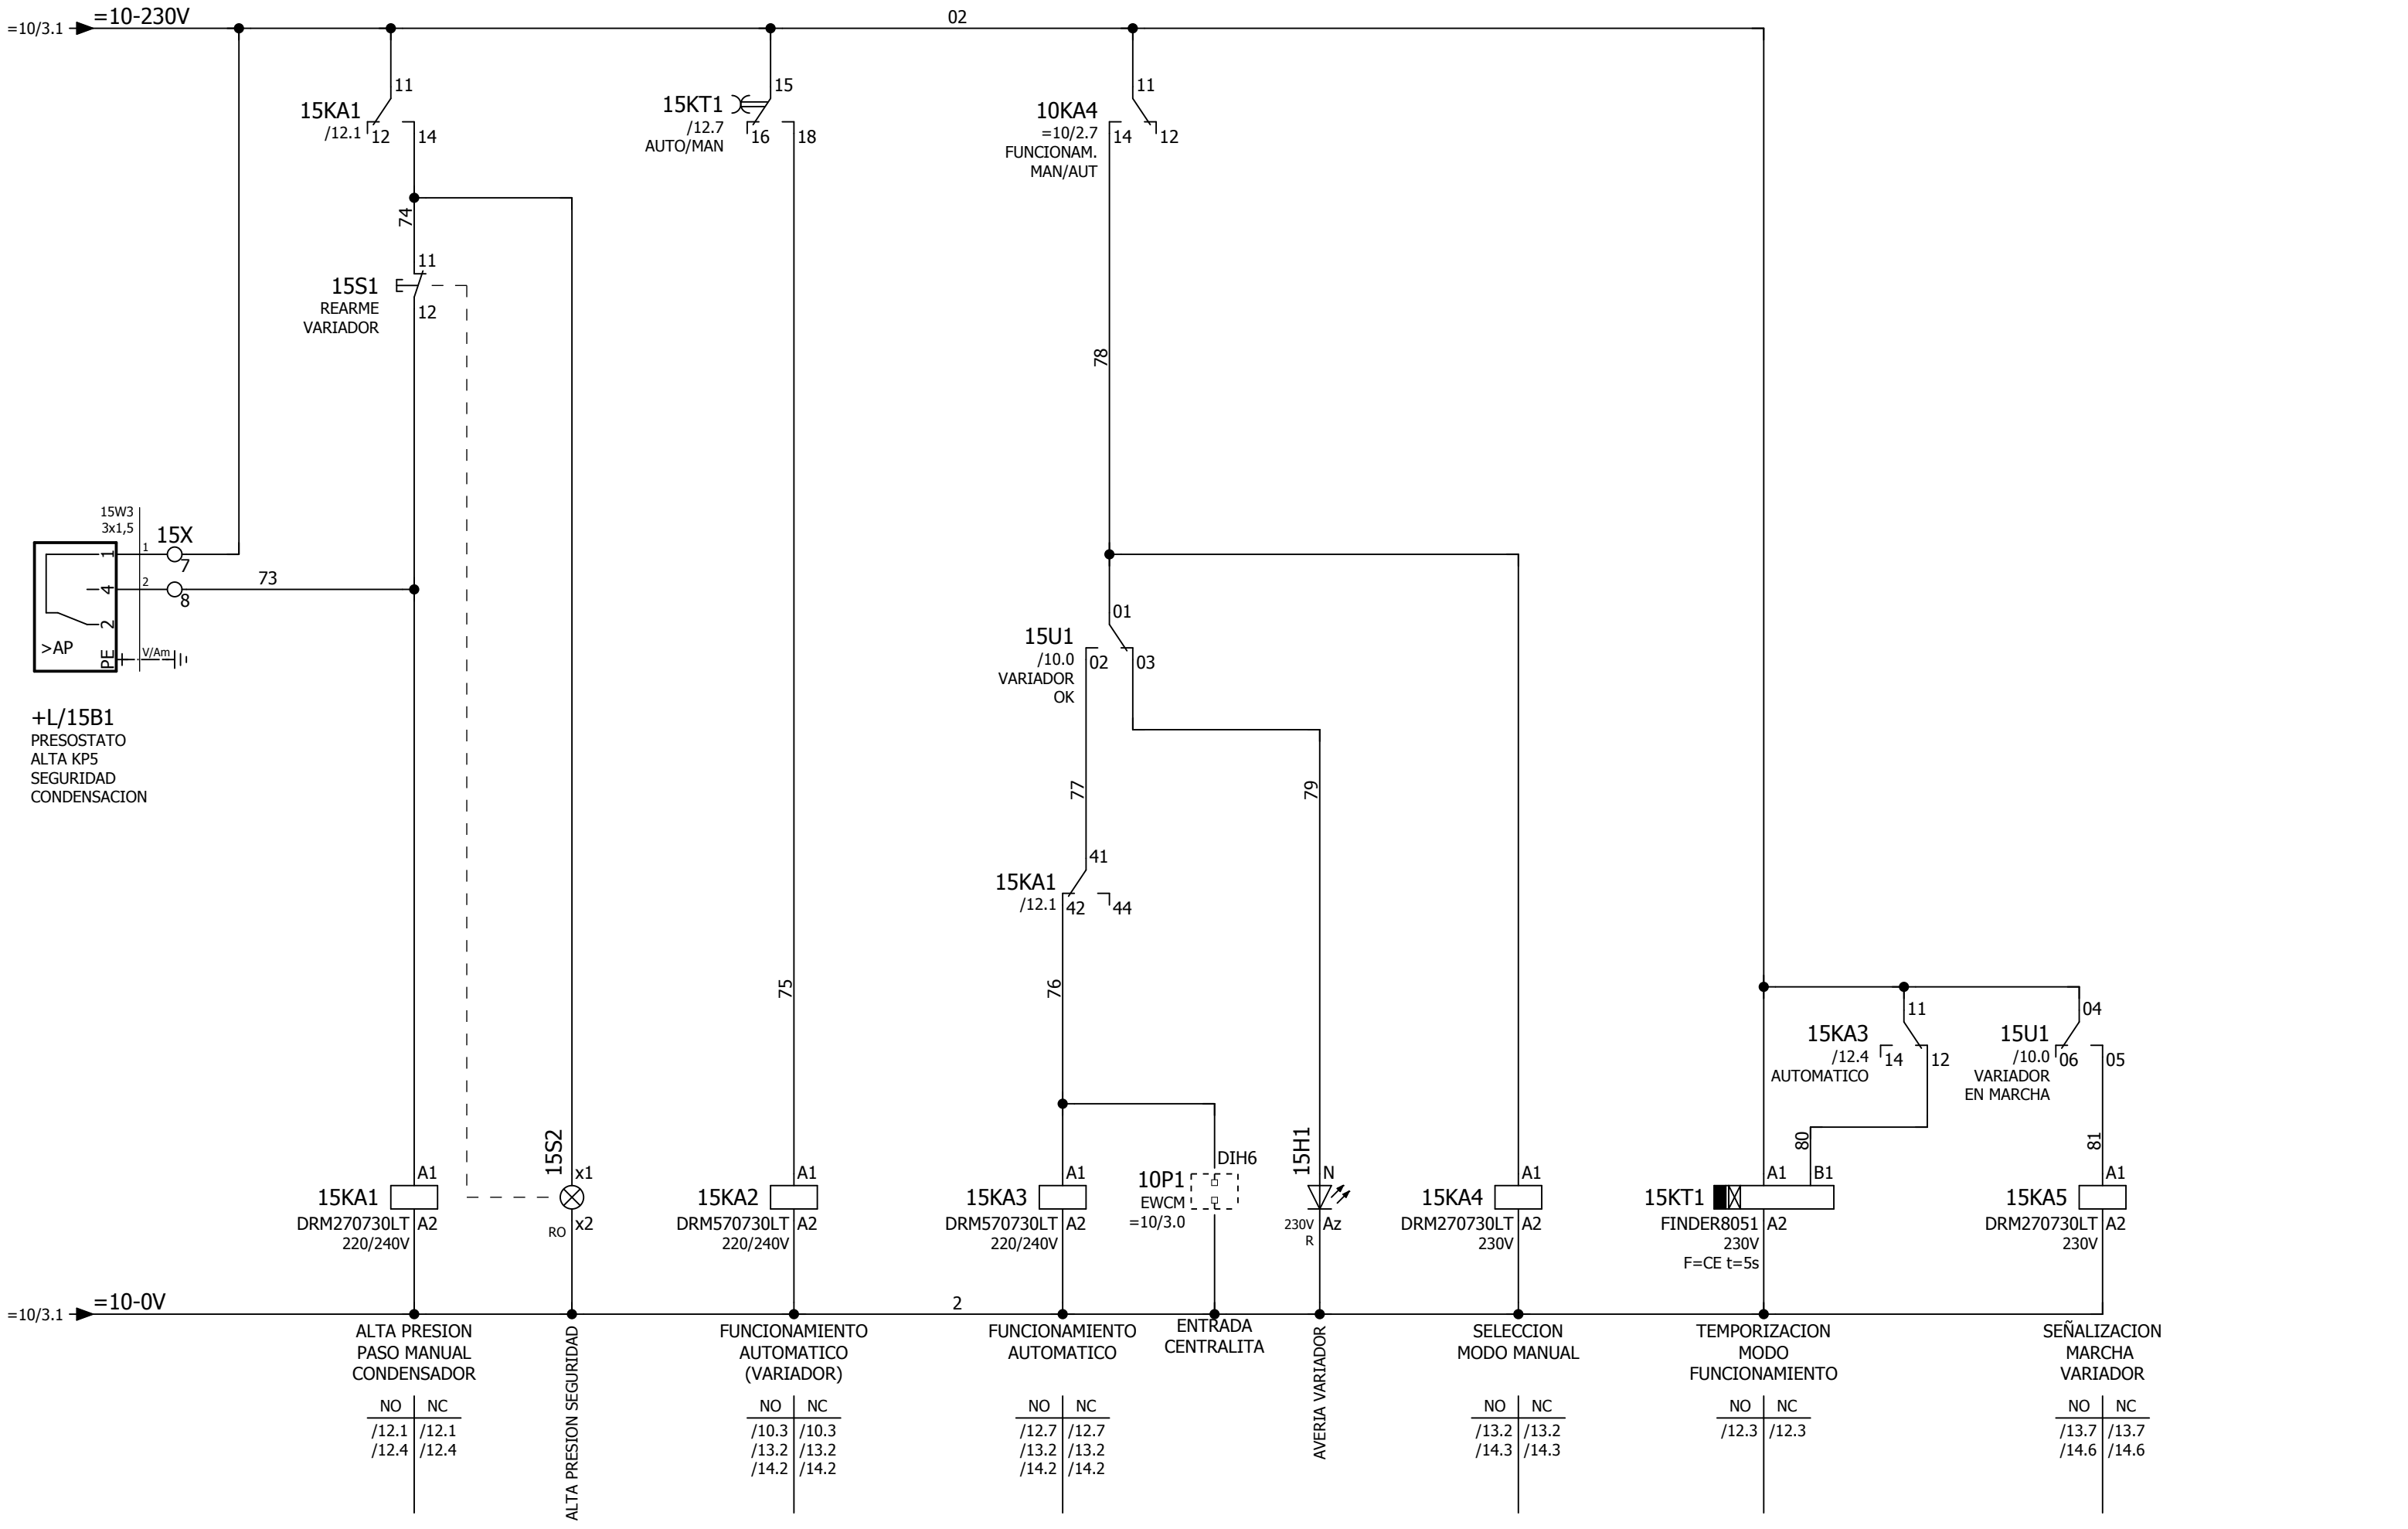 =10/3.1
=10-230V
02
11
15KA1
/12.1
12
14
15
15KT1
/12.7
AUTO/MAN
16
18
11
10KA4
=10/2.7
FUNCIONAM.
MAN/AUT
14
12
74
11
15S1
REARME
VARIADOR
12
78
15W3
3x1,5
15X
1
1
7
73
4
2
8
2
>AP
PE
V/Am
+L/15B1
PRESOSTATO
ALTA KP5
SEGURIDAD
CONDENSACION
01
15U1
/10.0
VARIADOR
OK
02
03
77
79
41
15KA1
/12.1
42
44
75
76
11
15KA3
/12.4
AUTOMATICO
14
12
04
15U1
/10.0
VARIADOR
EN MARCHA
06
05
80
81
A1
15KA1
DRM270730LT
220/240V
A2
15S2
x1
x2
RO
A1
15KA2
DRM570730LT
220/240V
A2
A1
15KA3
DRM570730LT
220/240V
A2
DIH6
10P1
EWCM
=10/3.0
15H1
N
230V
R
Az
A1
15KA4
DRM270730LT
230V
A2
A1
B1
15KT1
FINDER8051
230V
F=CE t=5s
A2
A1
15KA5
DRM270730LT
230V
A2
=10/3.1
=10-0V
2
ALTA PRESION
PASO MANUAL
CONDENSADOR
ALTA PRESION SEGURIDAD
FUNCIONAMIENTO
AUTOMATICO
(VARIADOR)
FUNCIONAMIENTO
AUTOMATICO
ENTRADA
CENTRALITA
AVERIA VARIADOR
SELECCION
MODO MANUAL
TEMPORIZACION
MODO
FUNCIONAMIENTO
SEÑALIZACION
MARCHA
VARIADOR
NO NC
/12.1 /12.1
/12.4 /12.4
NO NC
/10.3 /10.3
/13.2 /13.2
/14.2 /14.2
NO NC
/12.7 /12.7
/13.2 /13.2
/14.2 /14.2
NO NC
/13.2 /13.2
/14.3 /14.3
NO NC
/12.3 /12.3
NO NC
/13.7 /13.7
/14.6 /14.6